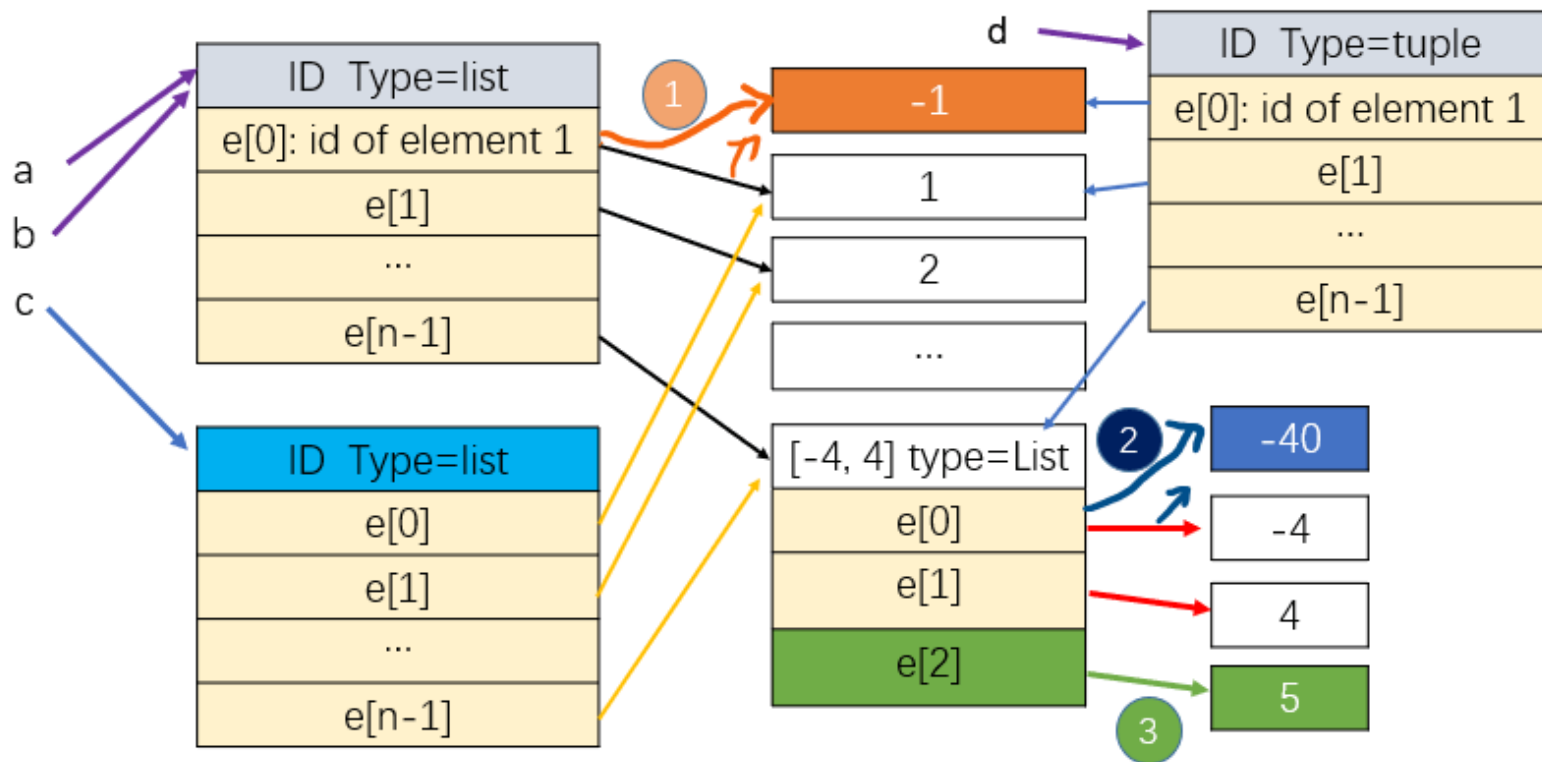 a
b
c
ID Type=list
e[0]: id of element 1
e[1]
...
e[n-1]
ID Type=list
e[0]
e[1]
...
e[n-1]
1
-1
1
2
...
[-4, 4] type=List
e[0]
e[1]
e[2]
2
3
-40
-4
4
5
d
ID Type=tuple
e[0]: id of element 1
e[1]
...
e[n-1]